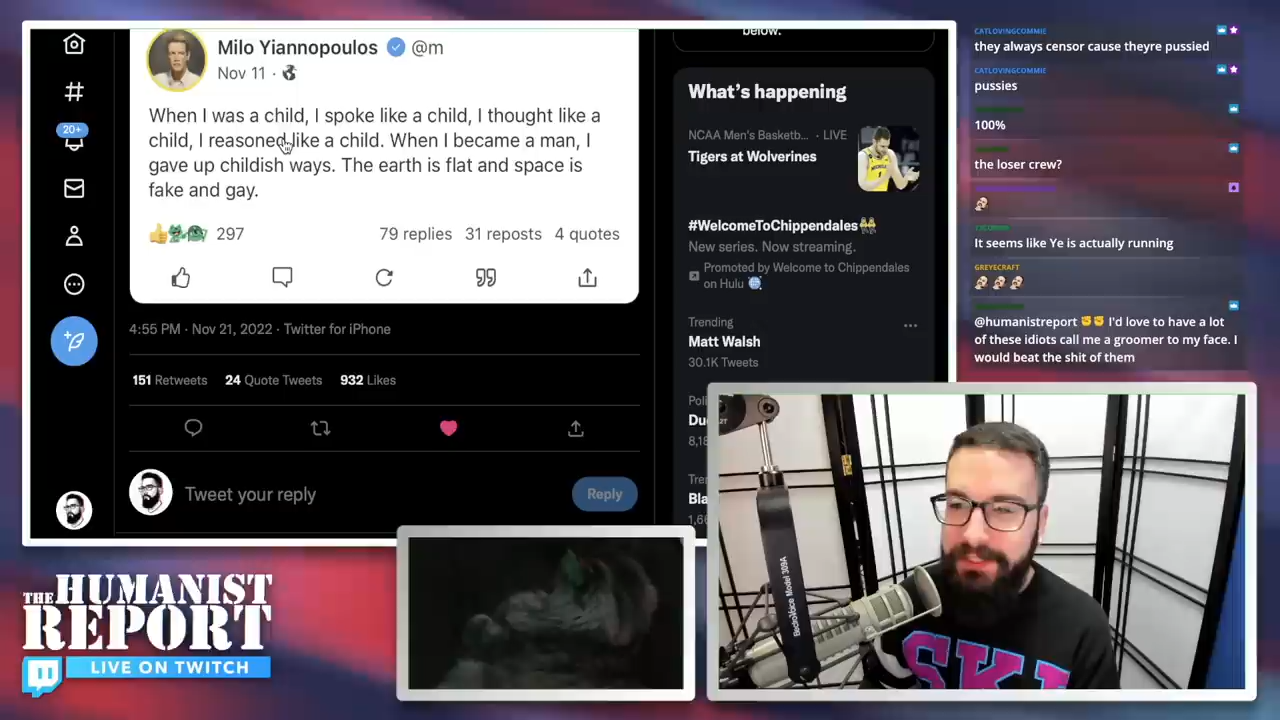 Milo Yiannopoulos @m
Nov 11 ·
When I was a child, I spoke like a child, I thought like a
child, I reasoned like a child. When I became a man, I
gave up childish ways. The earth is flat and space is
fake and gay.
297
79 replies 31 reposts 4 quotes
4:55 PM · Nov 21, 2022 · Twitter for iPhone
151 Retweets 24 Quote Tweets 932 Likes
Tweet your reply
Reply
20+
below.
What's happening
NCAA Men's Basketb... · LIVE
Tigers at Wolverines
#WelcomeToChippendales
New series. Now streaming.
Promoted by Welcome to Chippendales
on Hulu
Trending
Matt Walsh
30.1K Tweets
CATLOVINGCOMMIE
they always censor cause theyre pussied
CATLOVINGCOMMIE
pussies
100%
the loser crew?
It seems like Ye is actually running
GREYECRAFT
@humanistreport I'd love to have a lot
of these idiots call me a groomer to my face. I
would beat the shit of them
THE HUMANIST
REPORT
LIVE ON TWITCH